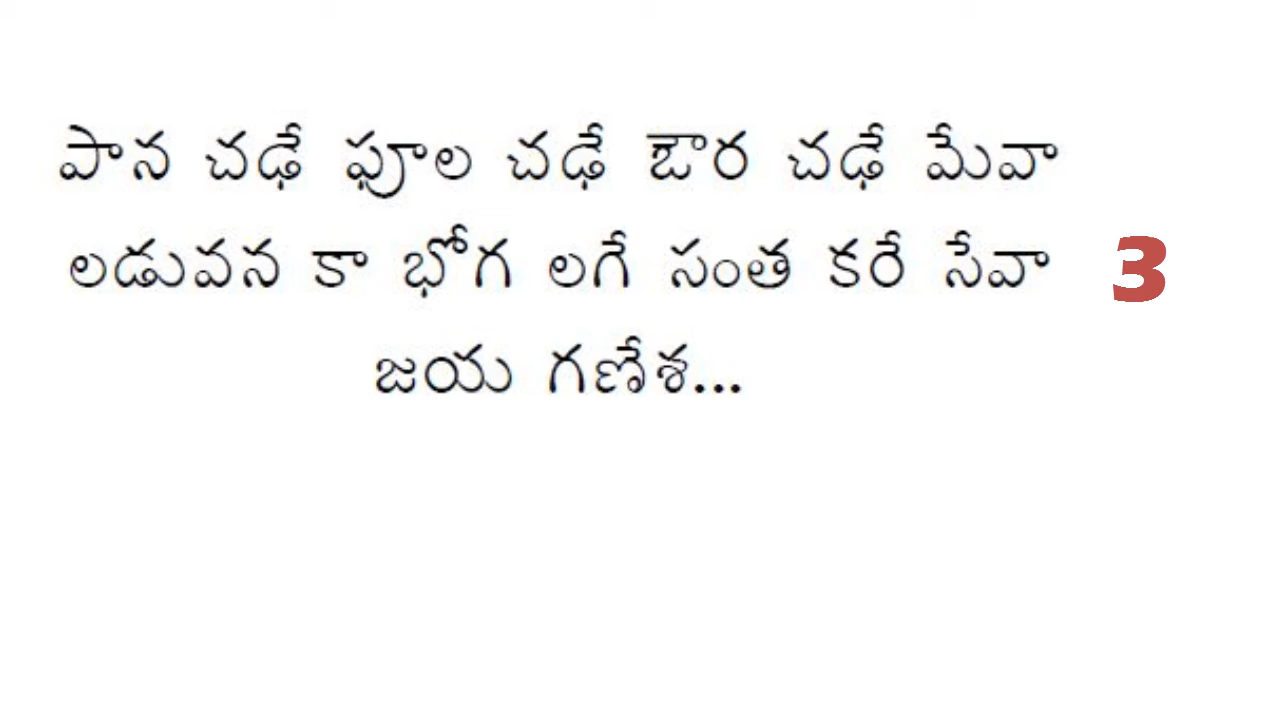 పాన చఢే ఫూల చఢే ఔర చఢే మేవా
లడువన కా భోగ లగే సంత కరే సేవా 3
జయ గణేశ...